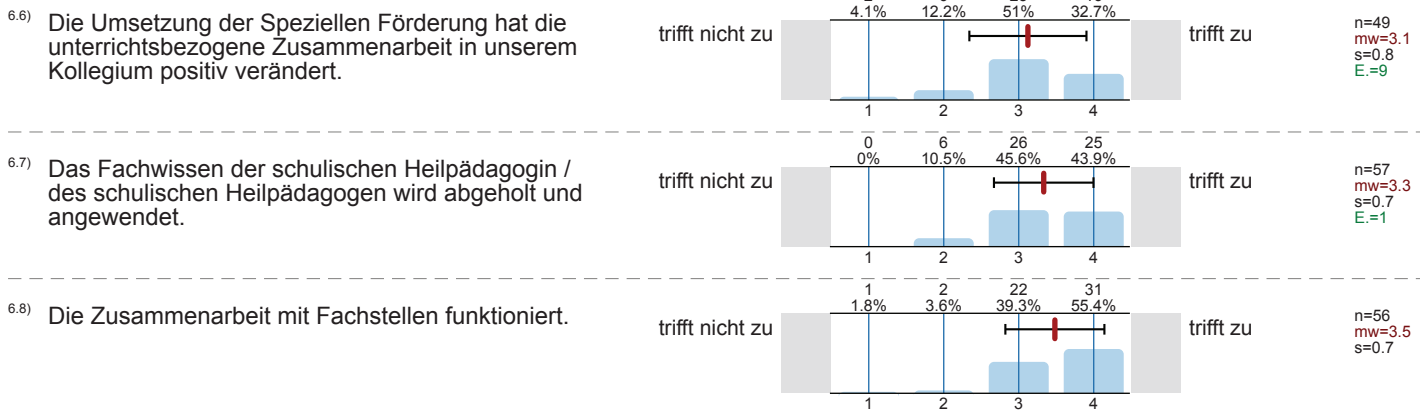 4.1% 12.2% 51% 32.7%
6.6) Die Umsetzung der Speziellen Förderung hat die
unterrichtsbezogene Zusammenarbeit in unserem
Kollegium positiv verändert.
trifft nicht zu
trifft zu
n=49
mw=3.1
s=0.8
E.=9
1 2 3 4
0 6 26 25
0% 10.5% 45.6% 43.9%
6.7) Das Fachwissen der schulischen Heilpädagogin /
des schulischen Heilpädagogen wird abgeholt und
angewendet.
trifft nicht zu
trifft zu
n=57
mw=3.3
s=0.7
E.=1
1 2 3 4
1 2 22 31
1.8% 3.6% 39.3% 55.4%
6.8) Die Zusammenarbeit mit Fachstellen funktioniert.
trifft nicht zu
trifft zu
n=56
mw=3.5
s=0.7
1 2 3 4